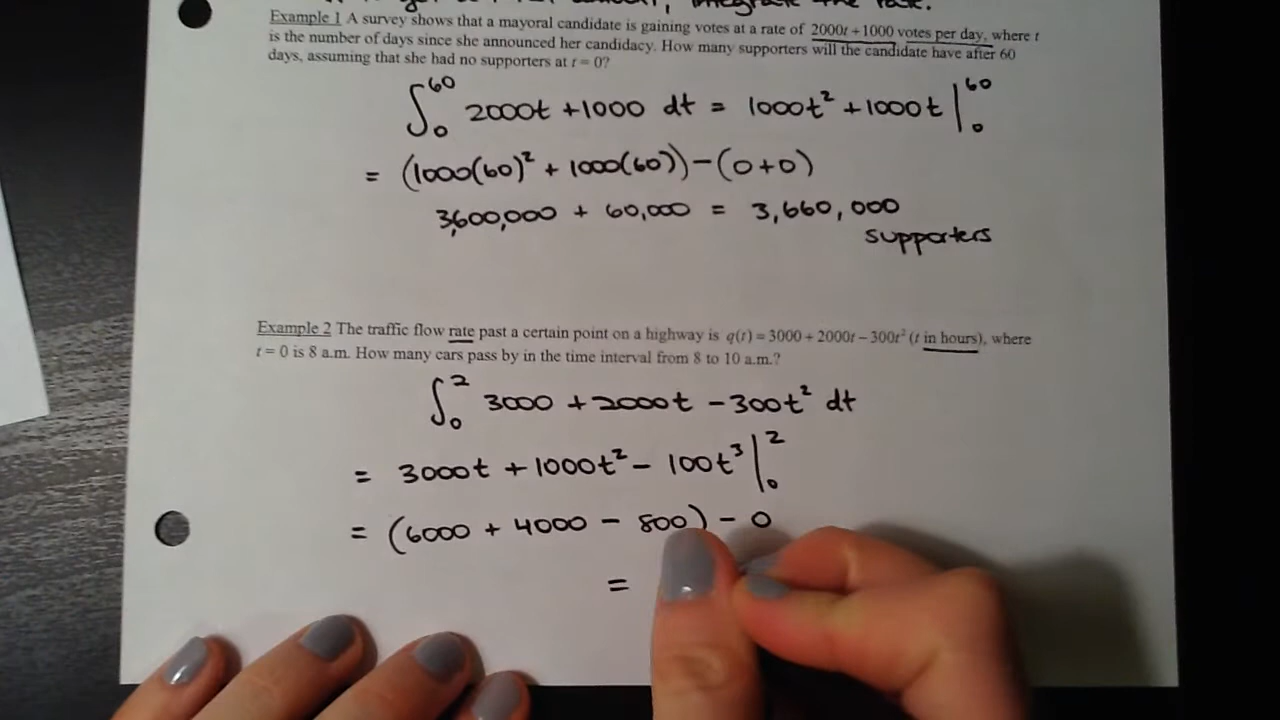 integrate the rate.
Example 1 A survey shows that a mayoral candidate is gaining votes at a rate of 2000t + 1000 votes per day, where t
is the number of days since she announced her candidacy. How many supporters will the candidate have after 60
days, assuming that she had no supporters at t = 0?
∫₀⁶⁰ 2000t + 1000 dt = 1000t² + 1000t |₀⁶⁰
= (1000(60)² + 1000(60)) - (0+0)
3,600,000 + 60,000 = 3,660,000
supporters
Example 2 The traffic flow rate past a certain point on a highway is q(t) = 3000 + 2000t − 300t² (t in hours), where
t = 0 is 8 a.m. How many cars pass by in the time interval from 8 to 10 a.m.?
∫₀² 3000 + 2000t - 300t² dt
= 3000t + 1000t² - 100t³ |₀²
= (6000 + 4000 - 800) - 0
=